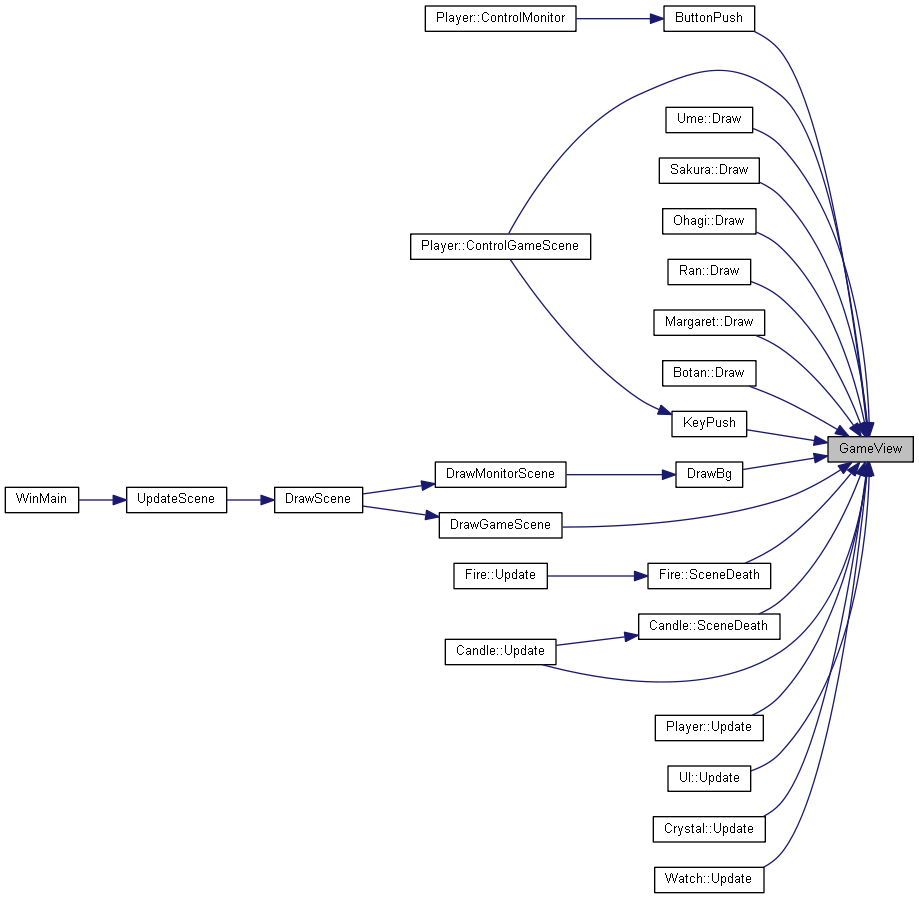 Player::ControlMonitor
ButtonPush
Ume::Draw
Sakura::Draw
Ohagi::Draw
Player::ControlGameScene
Ran::Draw
Margaret::Draw
Botan::Draw
KeyPush
GameView
DrawMonitorScene
DrawBg
WinMain
UpdateScene
DrawScene
DrawGameScene
Fire::Update
Fire::SceneDeath
Candle::SceneDeath
Candle::Update
Player::Update
UI::Update
Crystal::Update
Watch::Update